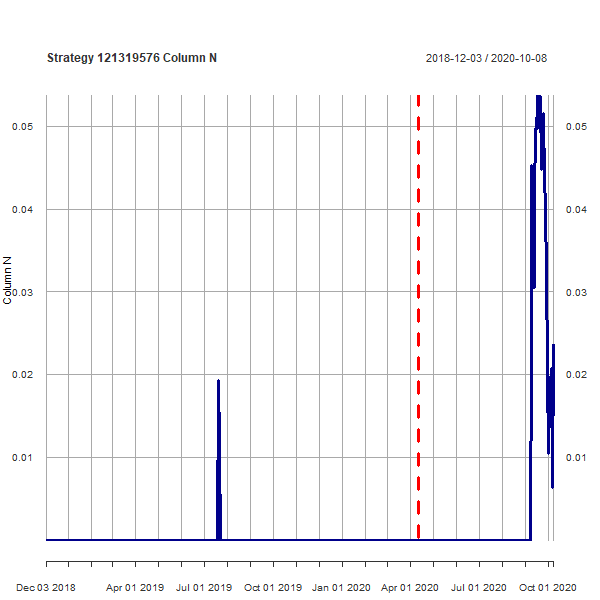 Strategy 121319576 Column N
2018-12-03 / 2020-10-08
0.05
0.05
0.04
0.04
Column N
0.03
0.03
0.02
0.02
0.01
0.01
Dec 03 2018
Apr 01 2019
Jul 01 2019
Oct 01 2019
Jan 01 2020
Apr 01 2020
Jul 01 2020
Oct 01 2020